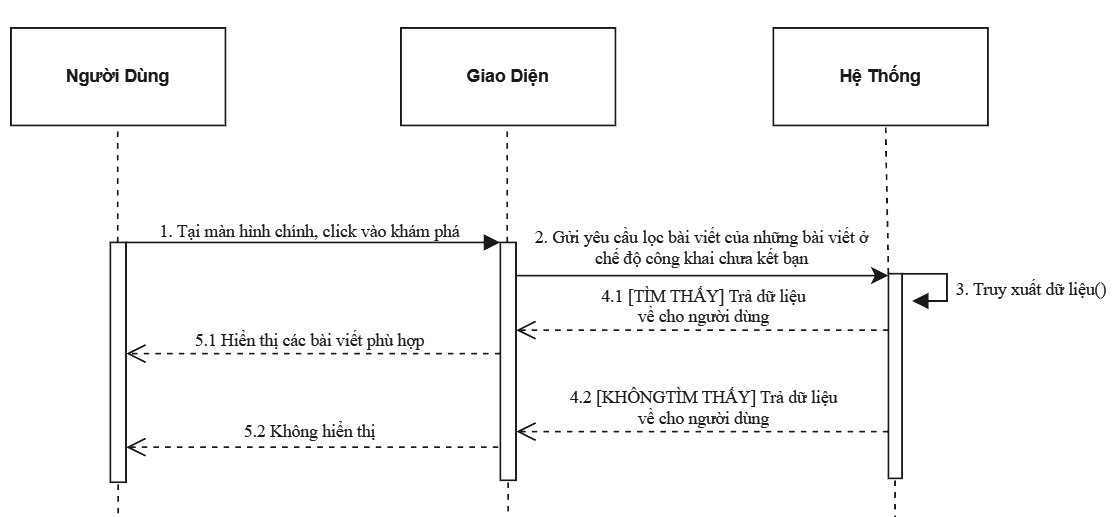 Người Dùng
Giao Diện
Hệ Thống
1. Tại màn hình chính, click vào khám phá
2. Gửi yêu cầu lọc bài viết của những bài viết ở
chế độ công khai chưa kết bạn
3. Truy xuất dữ liệu()
4.1 [TÌM THẤY] Trả dữ liệu
về cho người dùng
5.1 Hiển thị các bài viết phù hợp
4.2 [KHÔNGTÌM THẤY] Trả dữ liệu
về cho người dùng
5.2 Không hiển thị